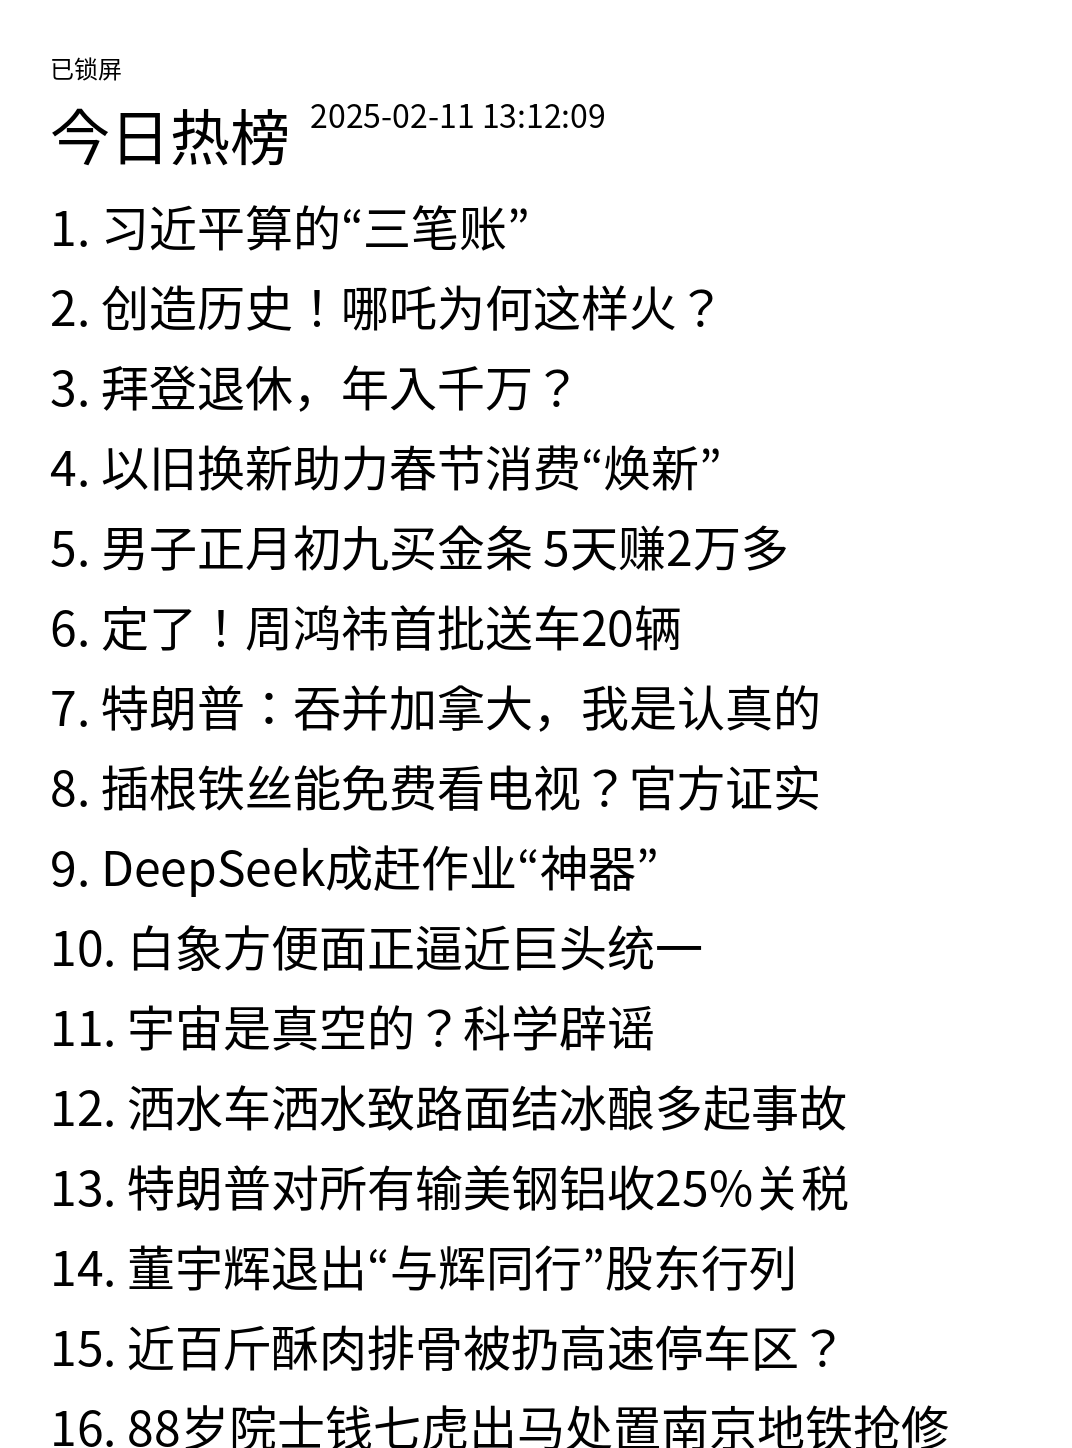 已锁屏
今日热榜 2025-02-11 13:12:09
1. 习近平算的“三笔账”
2. 创造历史！哪吒为何这样火？
3. 拜登退休，年入千万？
4. 以旧换新助力春节消费“焕新”
5. 男子正月初九买金条 5天赚2万多
6. 定了！周鸿祎首批送车20辆
7. 特朗普：吞并加拿大，我是认真的
8. 插根铁丝能免费看电视？官方证实
9. DeepSeek成赶作业“神器”
10. 白象方便面正逼近巨头统一
11. 宇宙是真空的？科学辟谣
12. 洒水车洒水致路面结冰酿多起事故
13. 特朗普对所有输美钢铝收25%关税
14. 董宇辉退出“与辉同行”股东行列
15. 近百斤酥肉排骨被扔高速停车区？
16. 88岁院士钱七虎出马处置南京地铁抢修